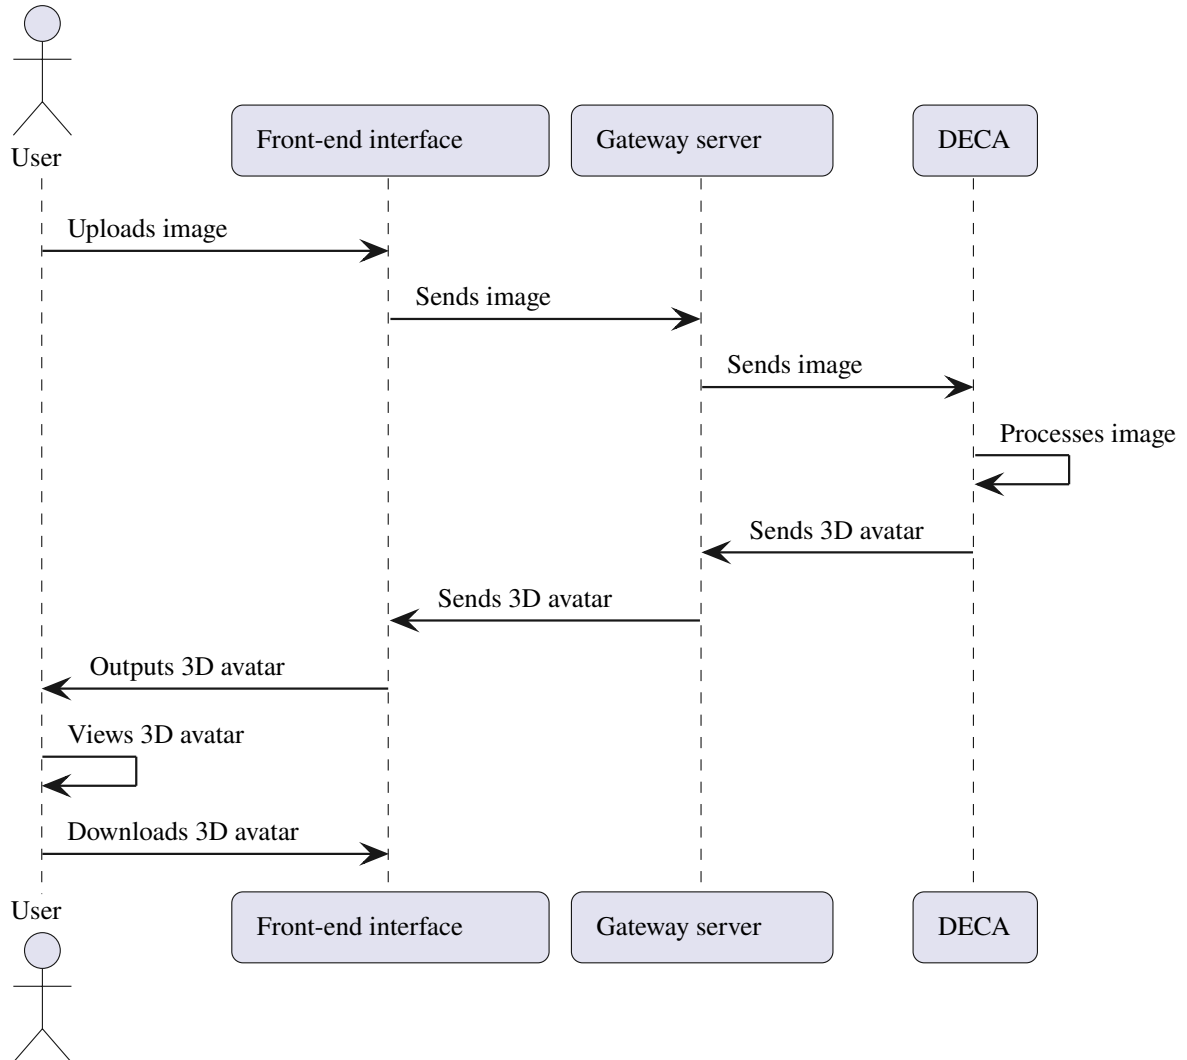 User
Front-end interface
Gateway server
DECA
Uploads image
Sends image
Sends image
Processes image
Sends 3D avatar
Sends 3D avatar
Outputs 3D avatar
Views 3D avatar
Downloads 3D avatar
User
Front-end interface
Gateway server
DECA